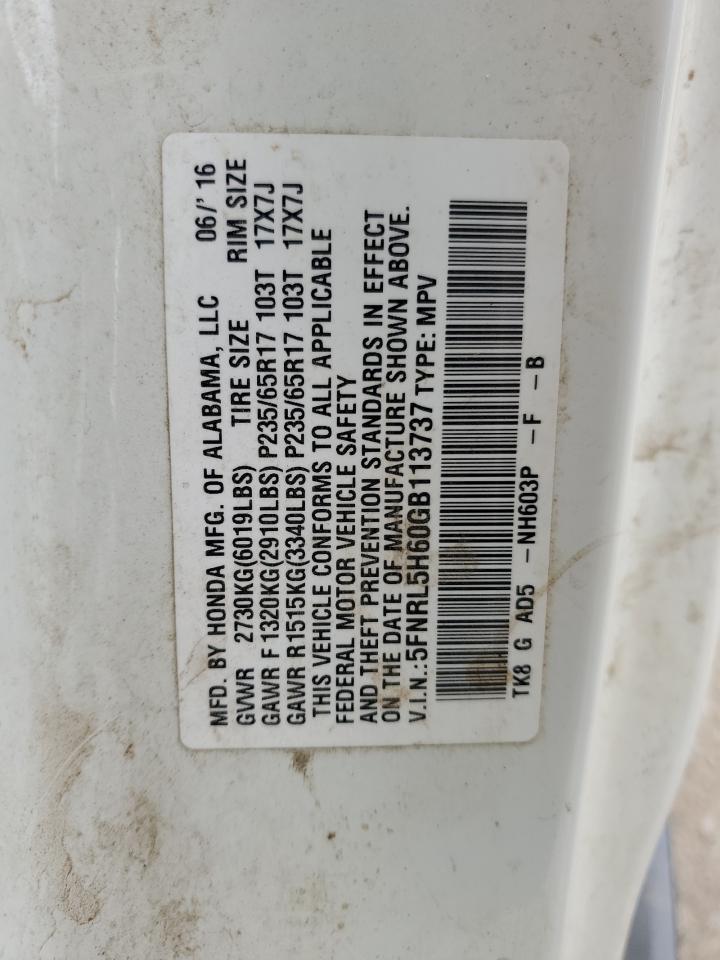 MFD. BY HONDA MFG. OF ALABAMA, LLC 06/' 16
GVWR 2730KG(6019LBS) TIRE SIZE RIM SIZE
GAWR F 1320KG(2910LBS) P235/65R17 103T 17X7J
GAWR R1515KG(3340LBS) P235/65R17 103T 17X7J
THIS VEHICLE CONFORMS TO ALL APPLICABLE
FEDERAL MOTOR VEHICLE SAFETY
AND THEFT PREVENTION STANDARDS IN EFFECT
ON THE DATE OF MANUFACTURE SHOWN ABOVE.
V.I.N.:5FNRL5H60GB113737 TYPE: MPV
TK8 G AD5 -NH603P -F -B